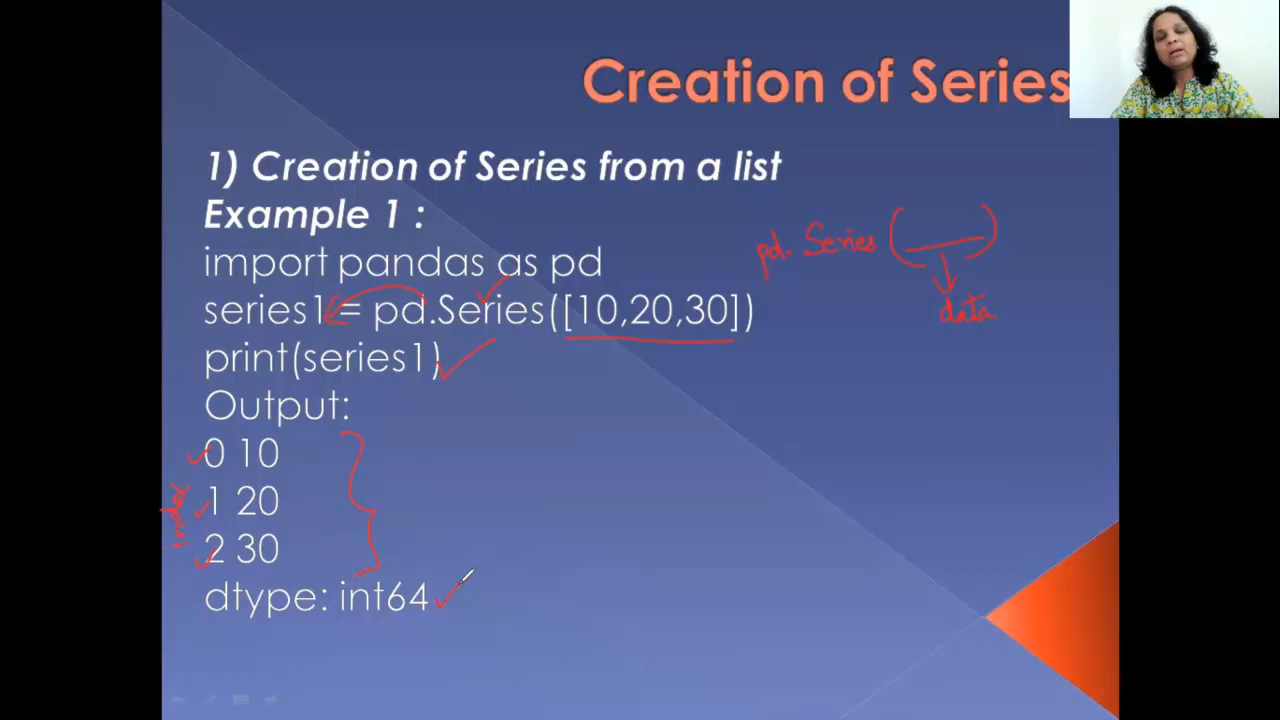 Creation of Series
1) Creation of Series from a list
Example 1 :
import pandas as pd
series1 = pd.Series([10,20,30])
print(series1)
Output:
0 10
1 20
2 30
dtype: int64
pd. Series ( )
data
Index